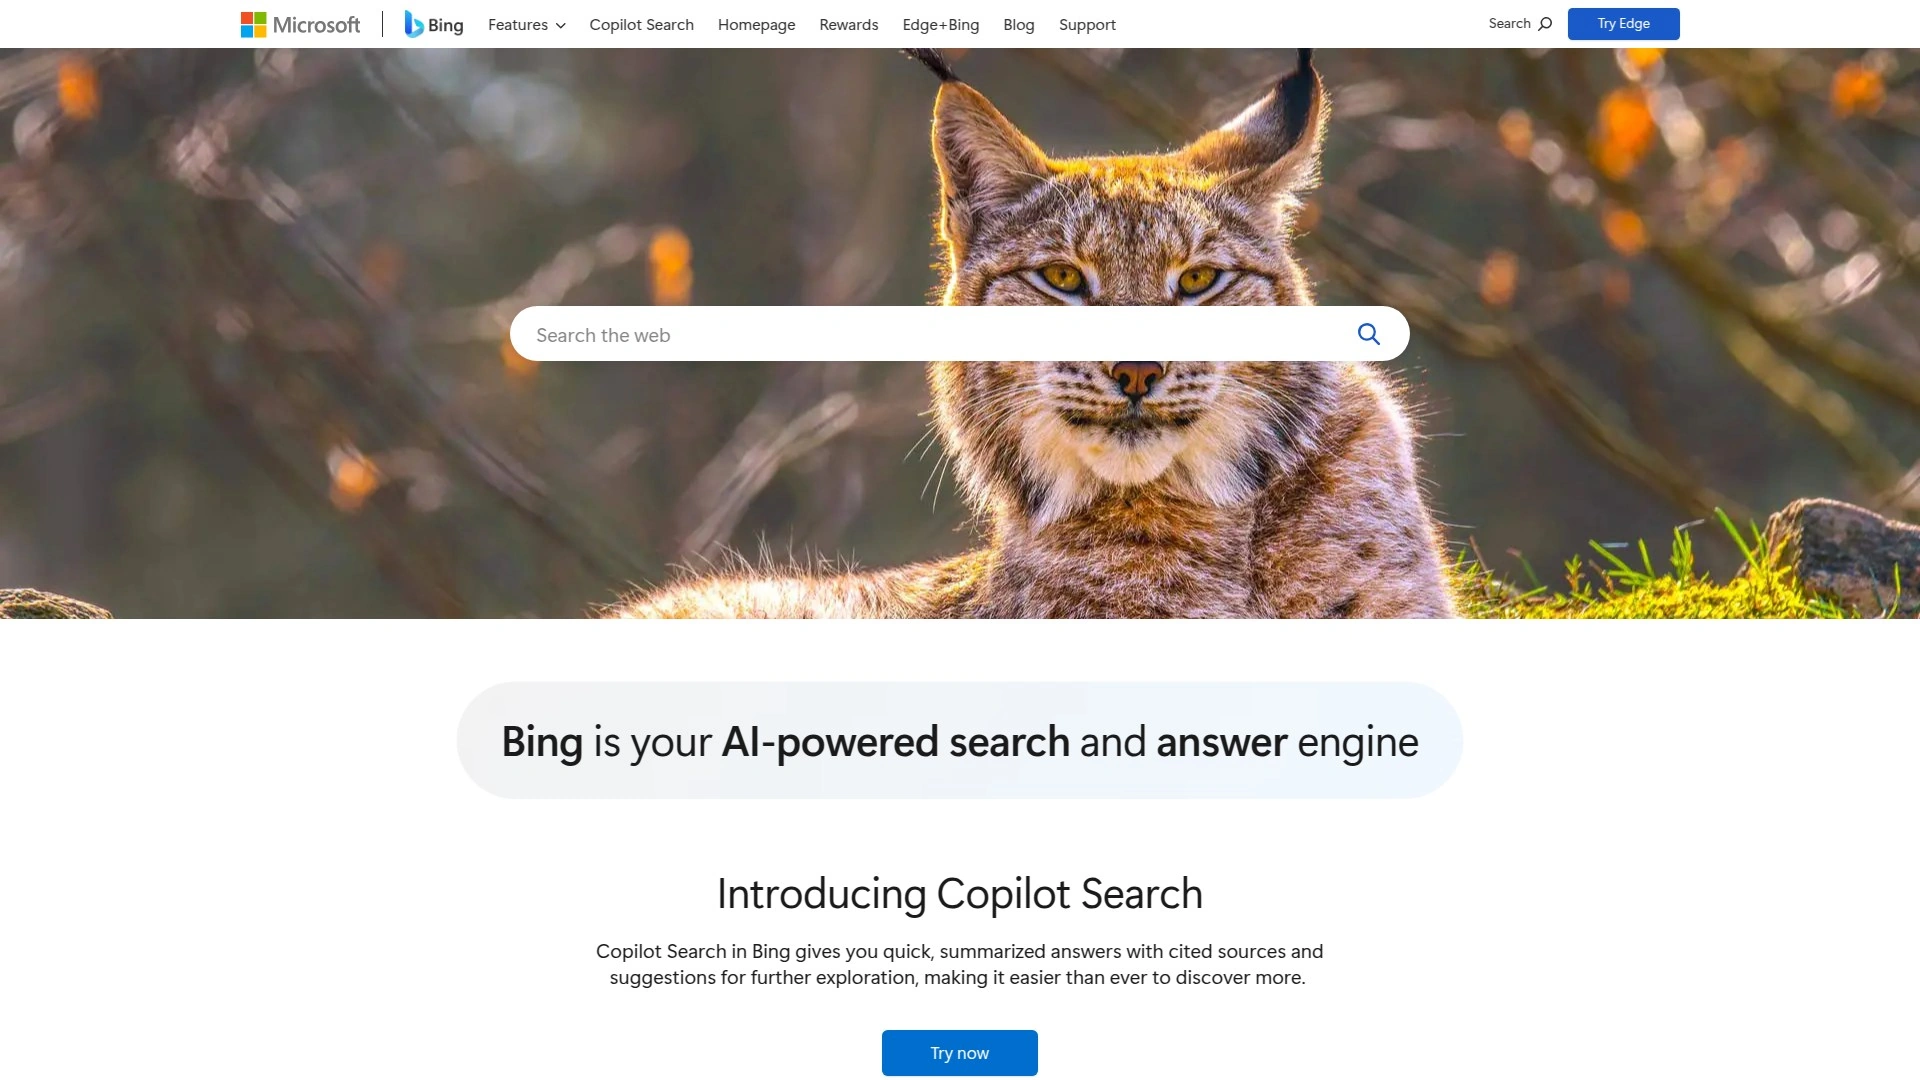 Microsoft Bing Features Copilot Search Homepage Rewards Edge+Bing Blog Support Search Try Edge
Search the web
Bing is your AI-powered search and answer engine
Introducing Copilot Search
Copilot Search in Bing gives you quick, summarized answers with cited sources and
suggestions for further exploration, making it easier than ever to discover more.
Try now